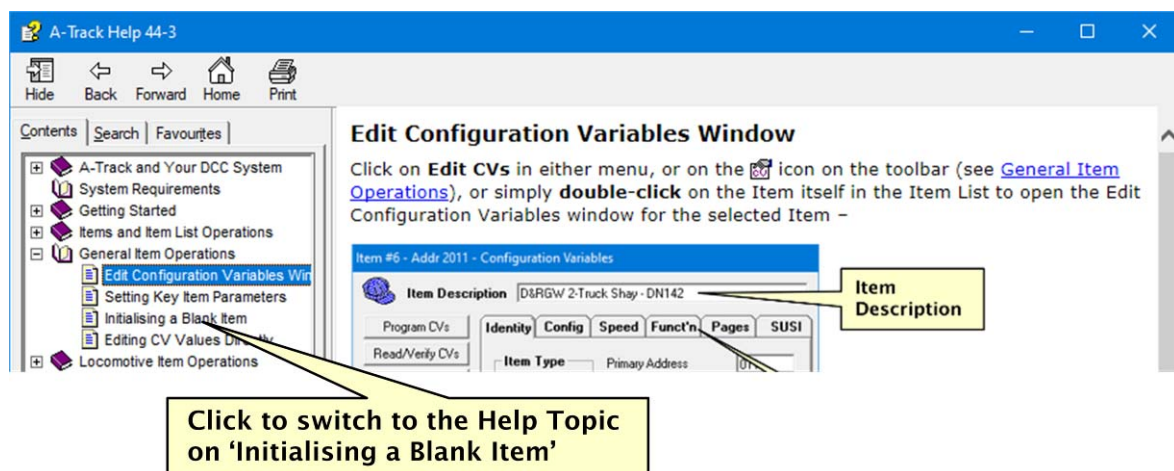 A-Track Help 44-3
Hide Back Forward Home Print
Contents Search Favourites
A-Track and Your DCC System
System Requirements
Getting Started
Items and Item List Operations
General Item Operations
Edit Configuration Variables Win
Setting Key Item Parameters
Initialising a Blank Item
Editing CV Values Directly
Locomotive Item Operations
Edit Configuration Variables Window
Click on Edit CVs in either menu, or on the icon on the toolbar (see General Item
Operations), or simply double-click on the Item itself in the Item List to open the Edit
Configuration Variables window for the selected Item –
Item #6 - Addr 2011 - Configuration Variables
Item Description D&RGW 2-Truck Shay - DN142
Program CVs
Read/Verify CVs
Identity Config Speed Funct'n Pages SUSI
Item Type Primary Address
Item
Description
Click to switch to the Help Topic
on ‘Initialising a Blank Item’